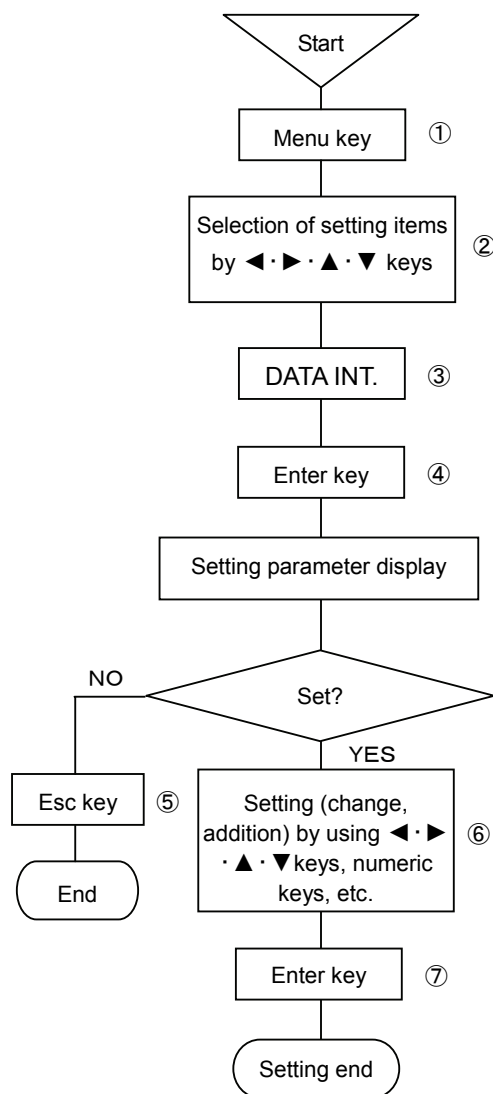 Start
Menu key ①
Selection of setting items
by ◀・▶・▲・▼ keys ②
DATA INT. ③
Enter key ④
Setting parameter display
Set?
NO
YES
Esc key ⑤
End
Setting (change,
addition) by using ◀・▶
・▲・▼keys, numeric
keys, etc.
⑥
Enter key ⑦
Setting end